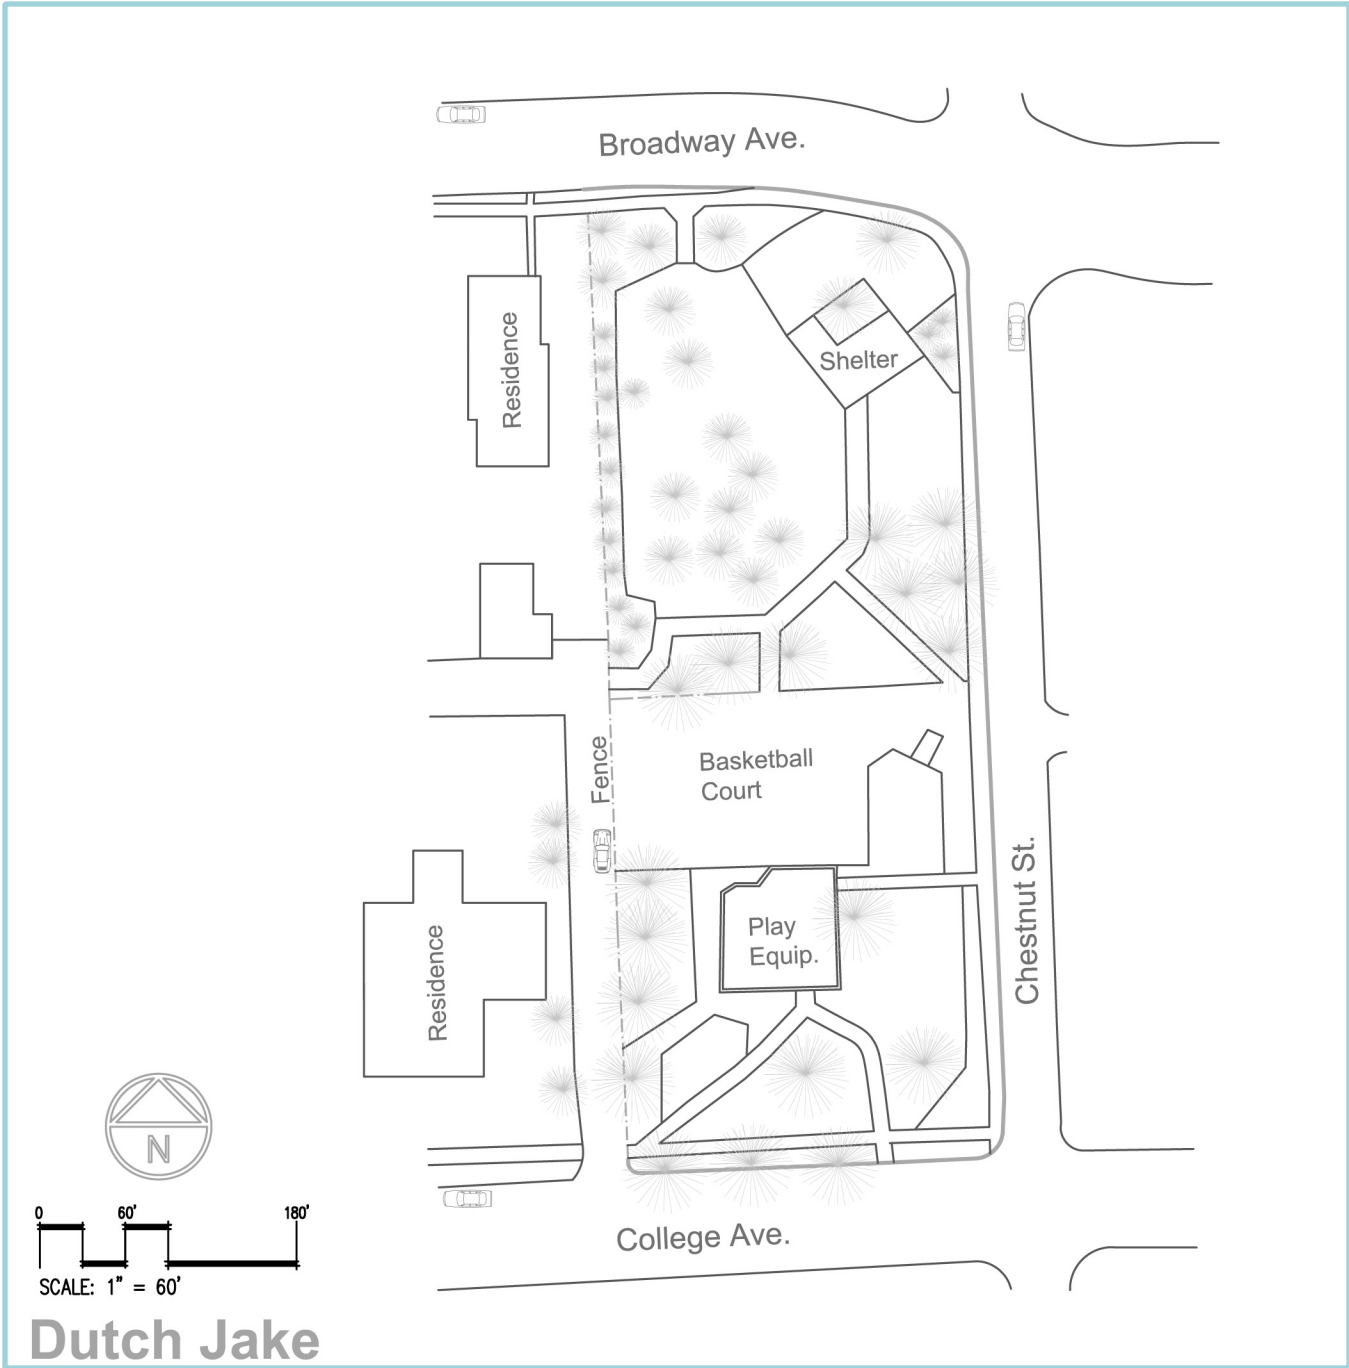 Broadway Ave.
Residence
Shelter
Fence
Basketball
Court
Chestnut St.
Play
Equip.
Residence
N
College Ave.
0 60' 180'
SCALE: 1" = 60'
Dutch Jake